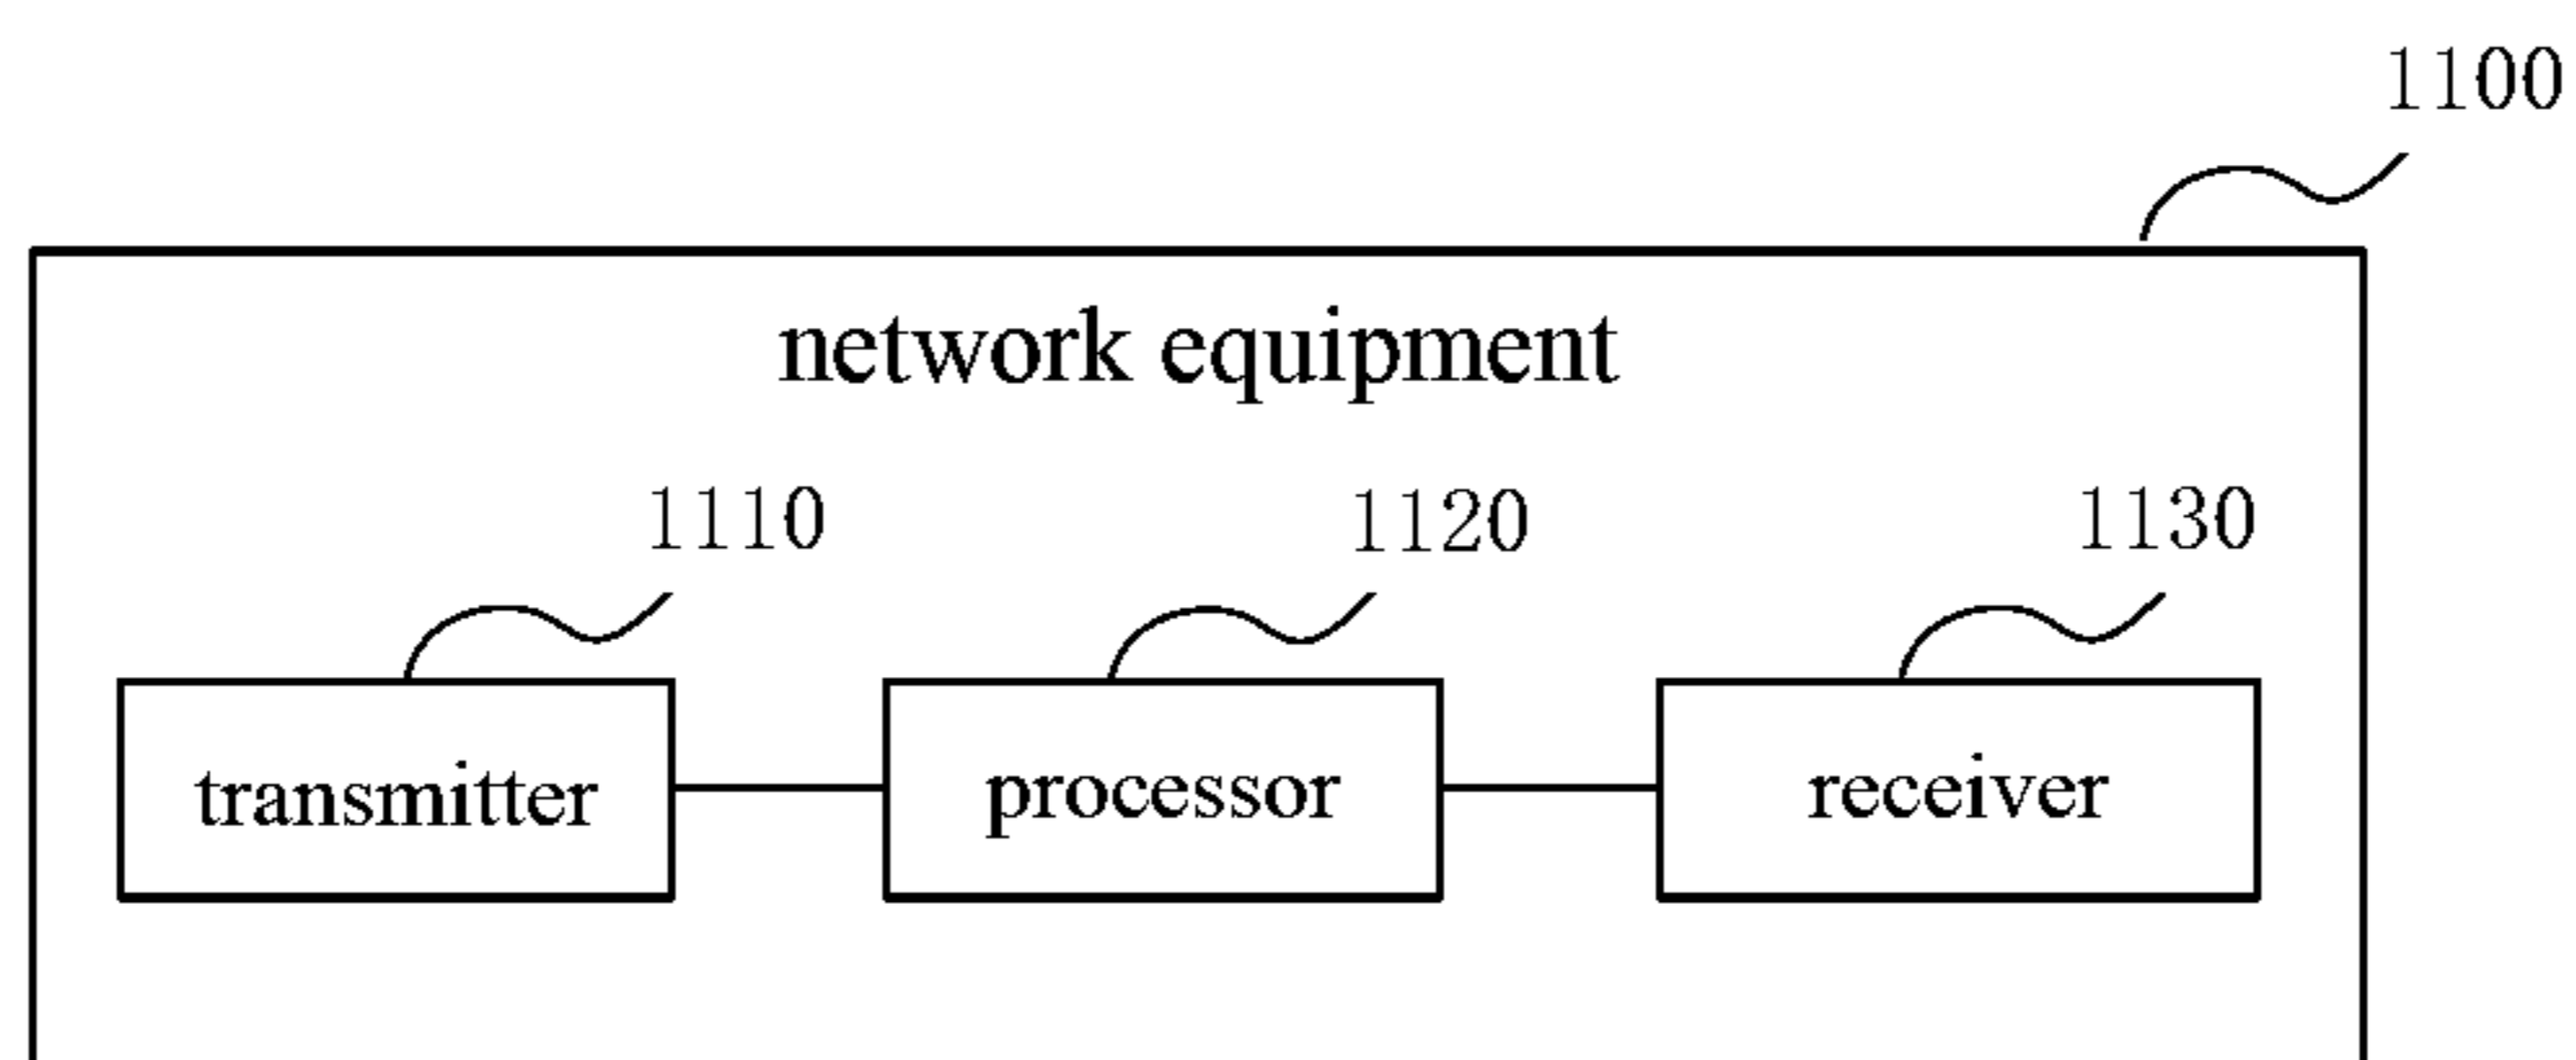 1100
network equipment
1110
1120
1130
transmitter
processor
receiver